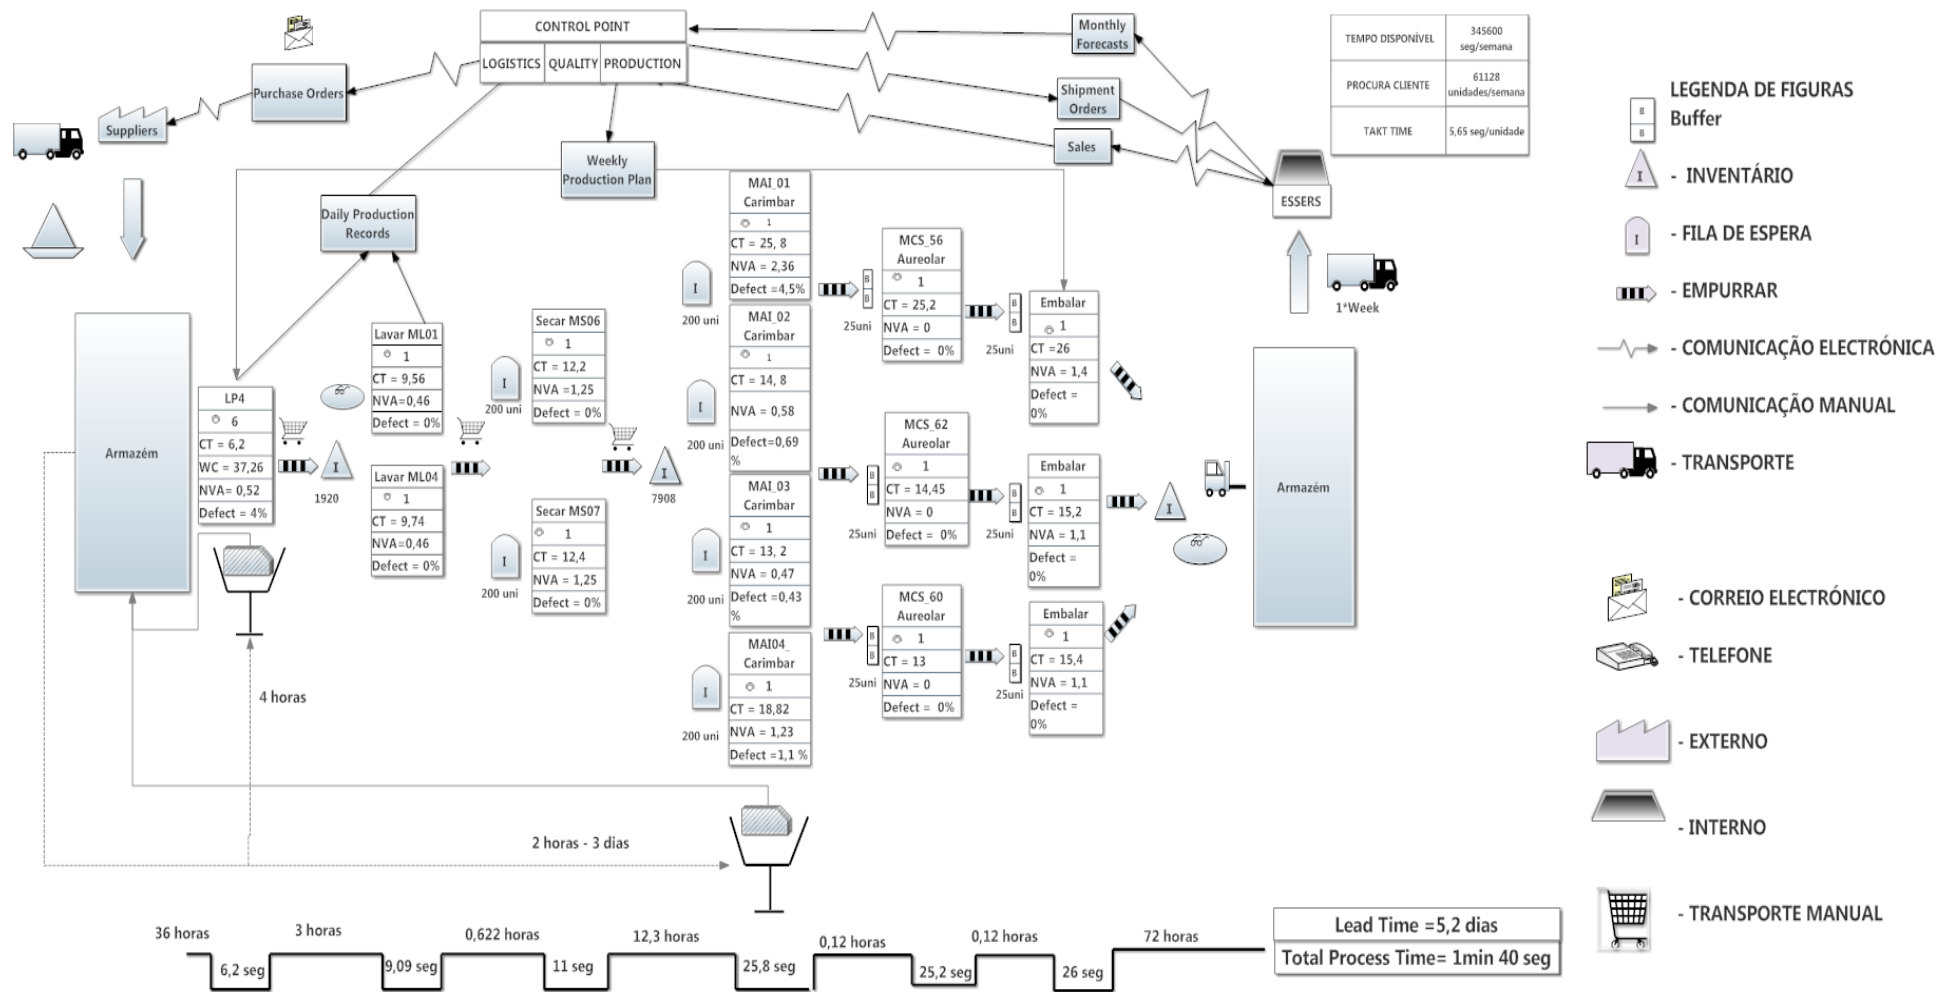 CONTROL POINT
LOGISTICS
QUALITY
PRODUCTION
Monthly
Forecasts
Shipment
Orders
Sales
Purchase Orders
Suppliers
Weekly
Production Plan
Daily Production
Records
ESSERS
1*Week
TEMPO DISPONÍVEL
345600
seg/semana
PROCURA CLIENTE
61128
unidades/semana
TAKT TIME
5,65 seg/unidade
Armazém
LP4
6
CT = 6,2
WC = 37,26
NVA= 0,52
Defect = 4%
I
1920
Lavar ML01
1
CT = 9,56
NVA=0,46
Defect = 0%
Lavar ML04
1
CT = 9,74
NVA=0,46
Defect = 0%
I
200 uni
I
200 uni
Secar MS06
1
CT = 12,2
NVA =1,25
Defect = 0%
Secar MS07
1
CT = 12,4
NVA = 1,25
Defect = 0%
I
7908
I
200 uni
I
200 uni
I
200 uni
I
200 uni
MAI_01
Carimbar
1
CT = 25, 8
NVA = 2,36
Defect =4,5%
MAI_02
Carimbar
1
CT = 14, 8
NVA = 0,58
Defect=0,69
%
MAI_03
Carimbar
1
CT = 13, 2
NVA = 0,47
Defect =0,43
%
MAI04_
Carimbar
1
CT = 18,82
NVA = 1,23
Defect =1,1 %
B
B
25uni
B
B
25uni
B
B
25uni
MCS_56
Aureolar
1
CT = 25,2
NVA = 0
Defect = 0%
MCS_62
Aureolar
1
CT = 14,45
NVA = 0
Defect = 0%
MCS_60
Aureolar
1
CT = 13
NVA = 0
Defect = 0%
B
B
25uni
B
B
25uni
B
B
25uni
Embalar
1
CT =26
NVA = 1,4
Defect =
0%
Embalar
1
CT = 15,2
NVA = 1,1
Defect =
0%
Embalar
1
CT = 15,4
NVA = 1,1
Defect =
0%
I
Armazém
4 horas
2 horas - 3 dias
36 horas
6,2 seg
3 horas
9,09 seg
0,622 horas
11 seg
12,3 horas
25,8 seg
0,12 horas
25,2 seg
0,12 horas
26 seg
72 horas
Lead Time =5,2 dias
Total Process Time= 1min 40 seg
LEGENDA DE FIGURAS
B
B
Buffer
I
- INVENTÁRIO
I
- FILA DE ESPERA
- EMPURRAR
- COMUNICAÇÃO ELECTRÓNICA
- COMUNICAÇÃO MANUAL
- TRANSPORTE
- CORREIO ELECTRÓNICO
- TELEFONE
- EXTERNO
- INTERNO
- TRANSPORTE MANUAL